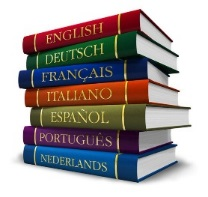 ENGLISH
DEUTSCH
FRANÇAIS
ITALIANO
ESPAÑOL
PORTUGUÊS
NEDERLANDS